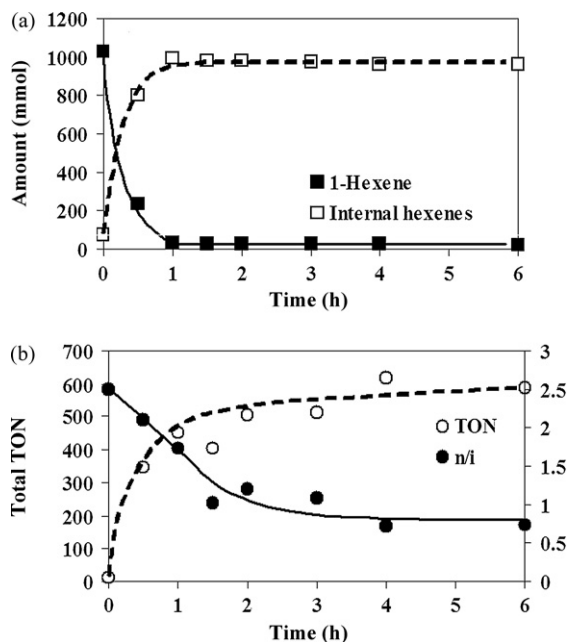 (a)
1200
1000
800
600
400
200
0
Amount (mmol)
1-Hexene
Internal hexenes
0 1 2 3 4 5 6
Time (h)
(b)
700
600
500
400
300
200
100
0
Total TON
3
2.5
2
1.5
1
0.5
0
TON
n/i
0 1 2 3 4 5 6
Time (h)